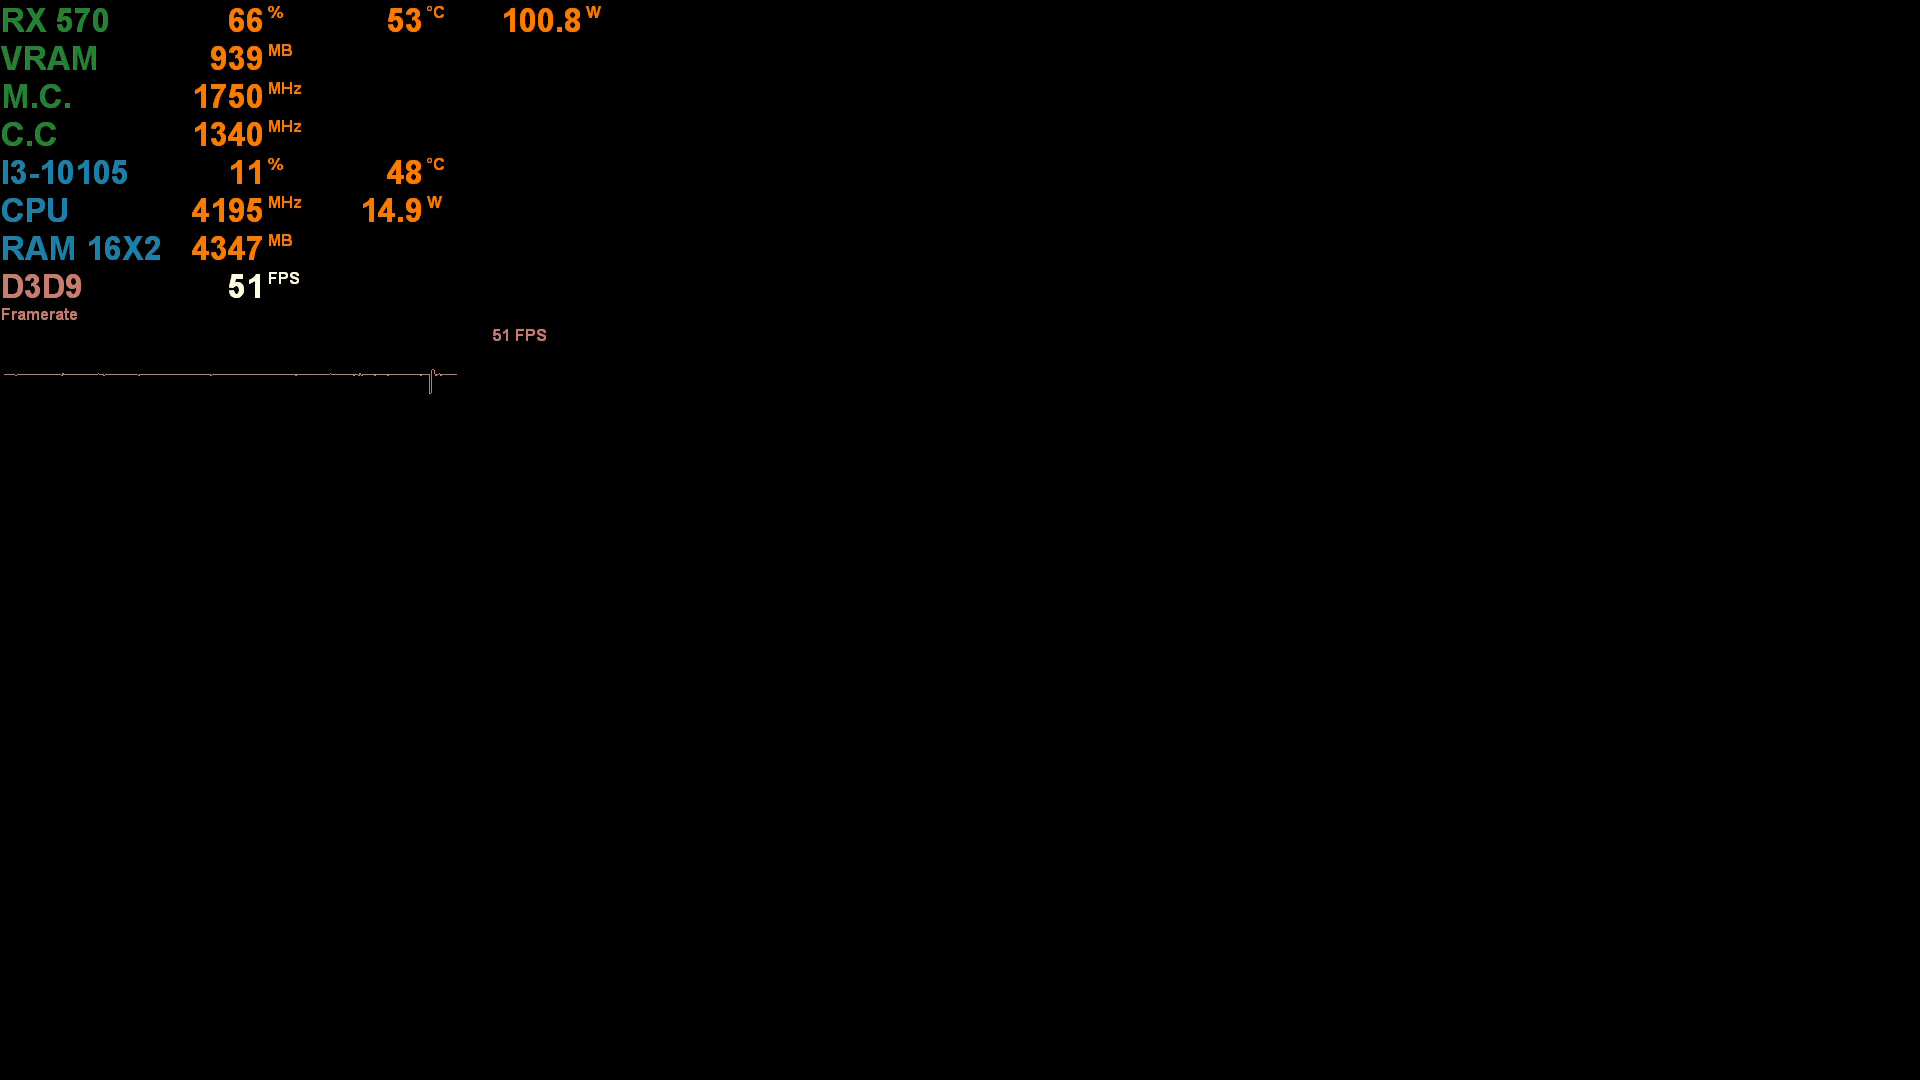 RX 570 66 % 53 °C 100.8 W
VRAM 939 MB
M.C. 1750 MHz
C.C 1340 MHz
I3-10105 11 % 48 °C
CPU 4195 MHz 14.9 W
RAM 16X2 4347 MB
D3D9 51 FPS
Framerate
51 FPS